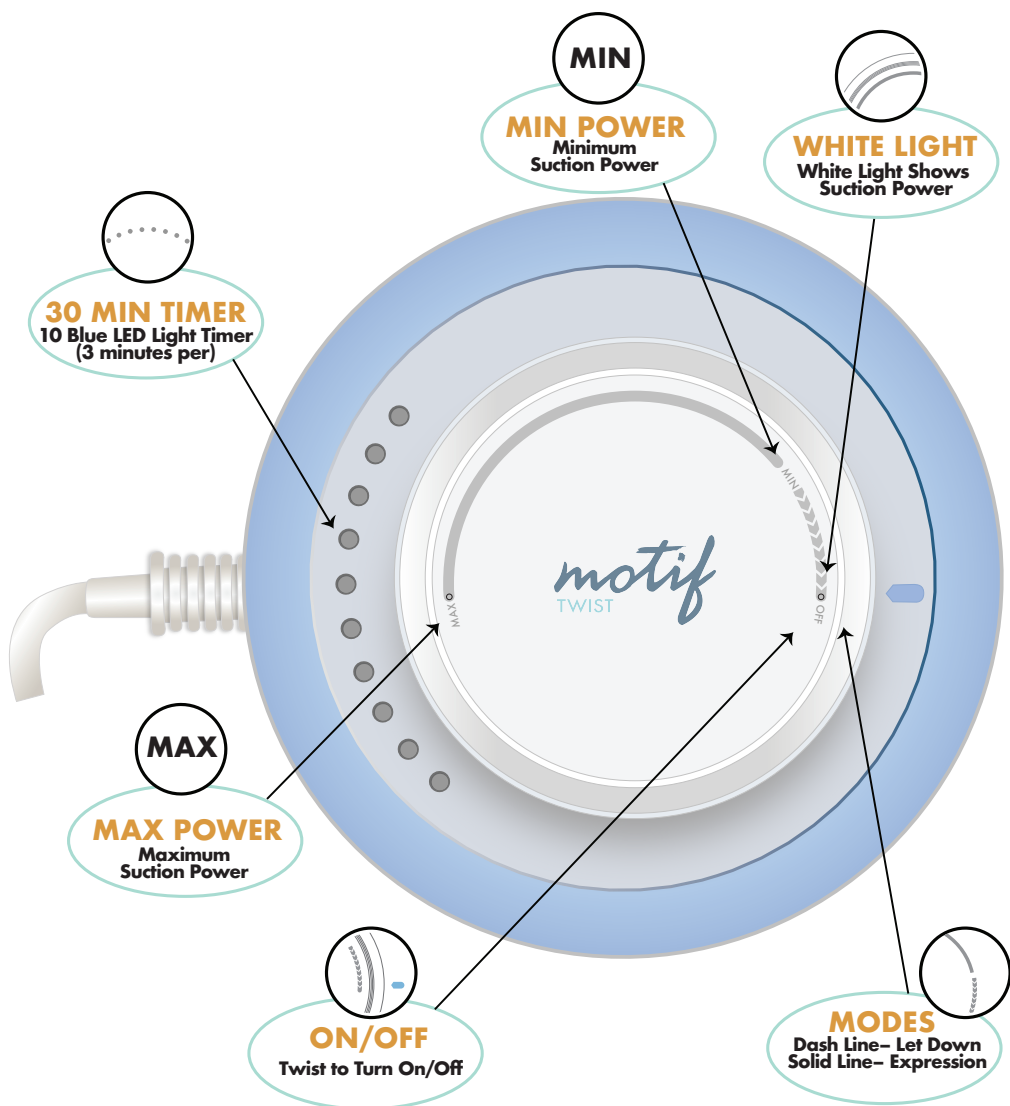 MIN
MIN POWER
Minimum
Suction Power
WHITE LIGHT
White Light Shows
Suction Power
30 MIN TIMER
10 Blue LED Light Timer
(3 minutes per)
MIN
motif
TWIST
MAX
OFF
MAX
MAX POWER
Maximum
Suction Power
ON/OFF
Twist to Turn On/Off
MODES
Dash Line– Let Down
Solid Line– Expression